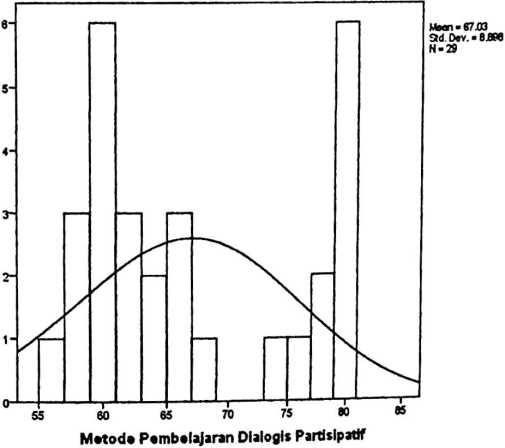 Mean = 67.03
Std. Dev. = 8.898
N = 29
6
5
4
3
2
1
0
55 60 65 70 75 80 85
Metode Pembelajaran Dialogis Partisipatif